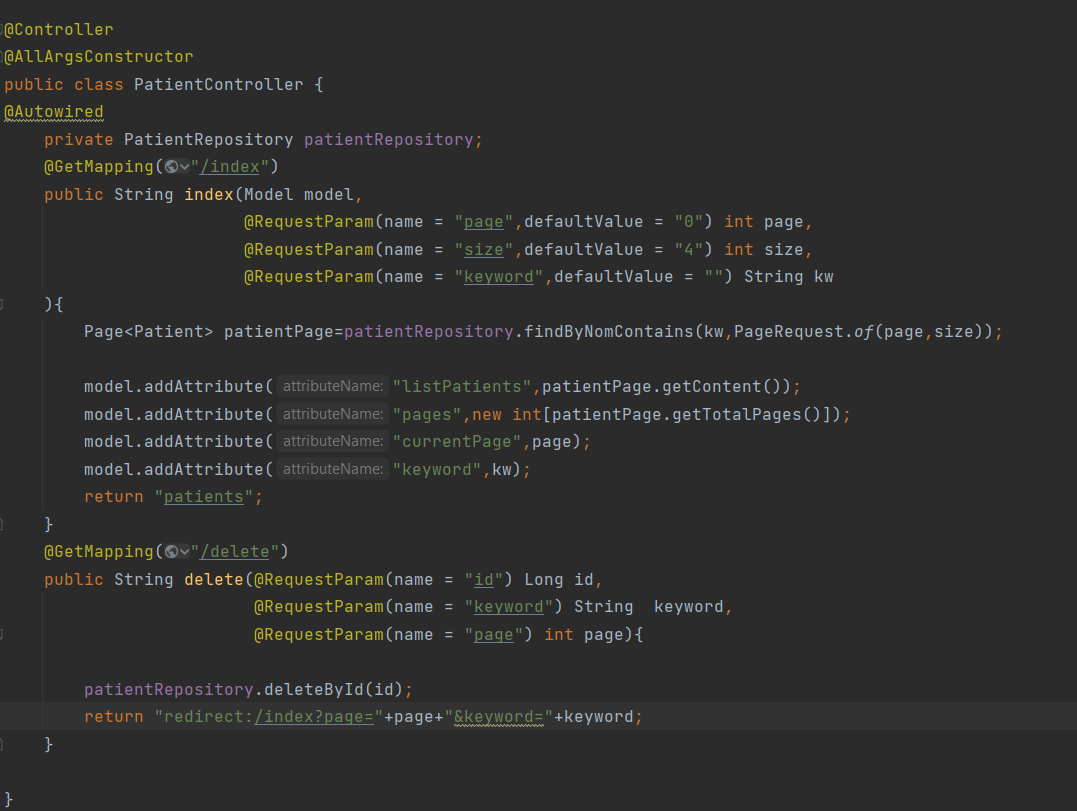 @Controller
@AllArgsConstructor
public class PatientController {
@Autowired
    private PatientRepository patientRepository;
    @GetMapping("/index")
    public String index(Model model,
                        @RequestParam(name = "page",defaultValue = "0") int page,
                        @RequestParam(name = "size",defaultValue = "4") int size,
                        @RequestParam(name = "keyword",defaultValue = "") String kw
    ){
        Page<Patient> patientPage=patientRepository.findByNomContains(kw,PageRequest.of(page,size));

        model.addAttribute( attributeName: "listPatients",patientPage.getContent());
        model.addAttribute( attributeName: "pages",new int[patientPage.getTotalPages()]);
        model.addAttribute( attributeName: "currentPage",page);
        model.addAttribute( attributeName: "keyword",kw);
        return "patients";
    }
    @GetMapping("/delete")
    public String delete(@RequestParam(name = "id") Long id,
                         @RequestParam(name = "keyword") String  keyword,
                         @RequestParam(name = "page") int page){

        patientRepository.deleteById(id);
        return "redirect:/index?page="+page+"&keyword="+keyword;
    }

}